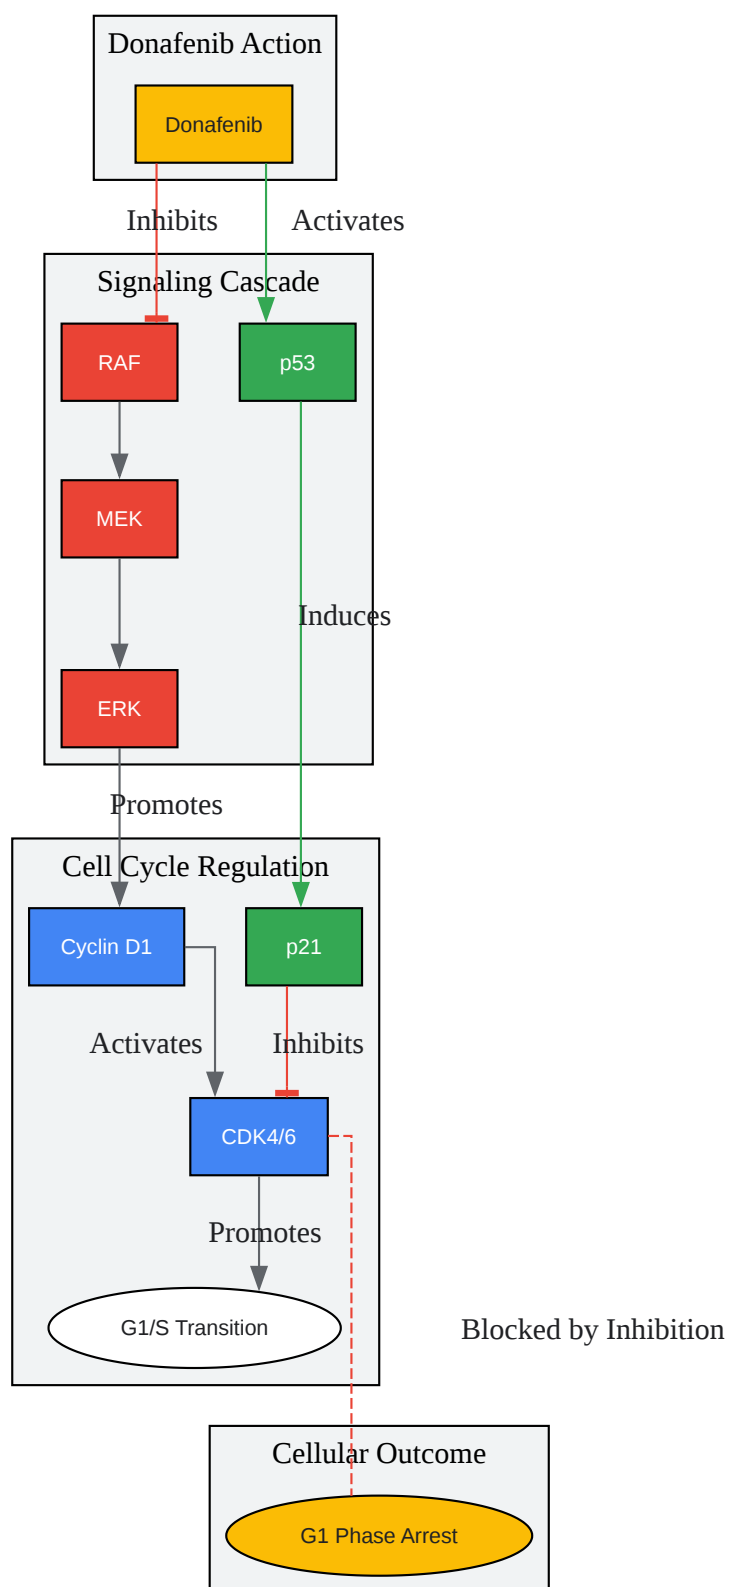 Donafenib Action
Donafenib
Inhibits
Activates
Signaling Cascade
RAF
p53
MEK
Induces
ERK
Promotes
Cell Cycle Regulation
Cyclin D1
p21
Activates
Inhibits
CDK4/6
Promotes
G1/S Transition
Blocked by Inhibition
Cellular Outcome
G1 Phase Arrest